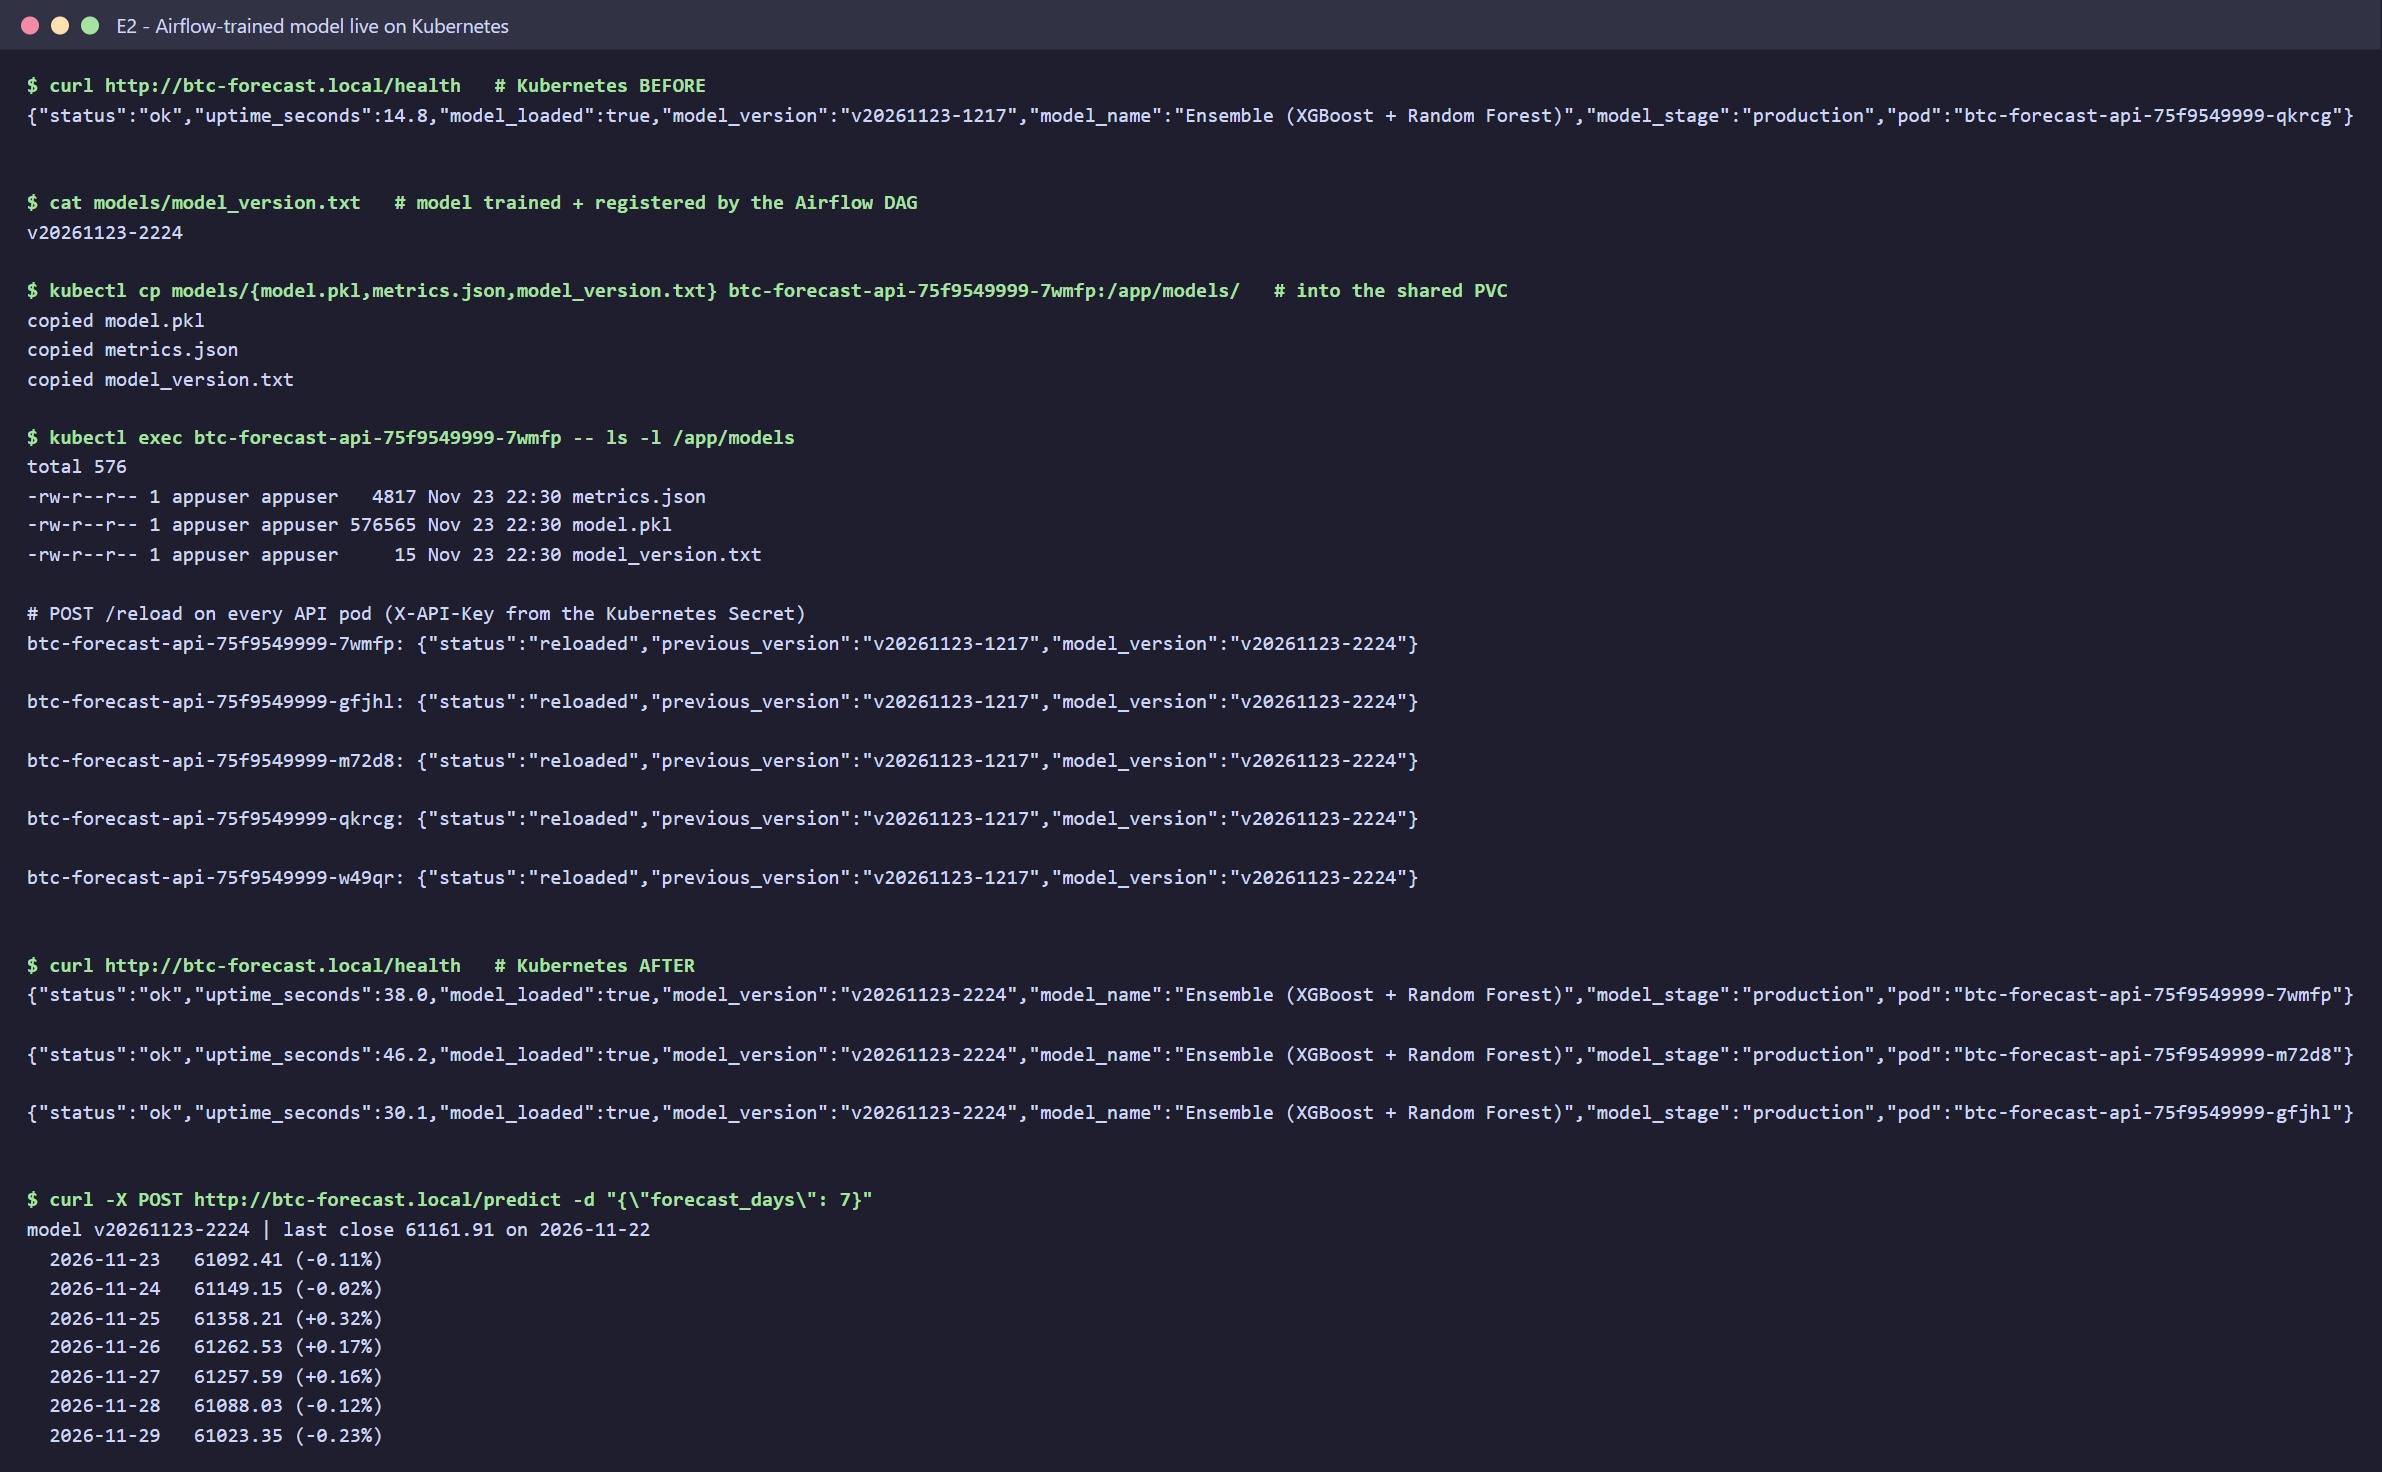 E2 - Airflow-trained model live on Kubernetes
$ curl http://btc-forecast.local/health   # Kubernetes BEFORE
{"status":"ok","uptime_seconds":14.8,"model_loaded":true,"model_version":"v20261123-1217","model_name":"Ensemble (XGBoost + Random Forest)","model_stage":"production","pod":"btc-forecast-api-75f9549999-qkrcg"}
$ cat models/model_version.txt   # model trained + registered by the Airflow DAG
v20261123-2224
$ kubectl cp models/{model.pkl,metrics.json,model_version.txt} btc-forecast-api-75f9549999-7wmfp:/app/models/   # into the shared PVC
copied model.pkl
copied metrics.json
copied model_version.txt
$ kubectl exec btc-forecast-api-75f9549999-7wmfp -- ls -l /app/models
total 576
-rw-r--r-- 1 appuser appuser   4817 Nov 23 22:30 metrics.json
-rw-r--r-- 1 appuser appuser 576565 Nov 23 22:30 model.pkl
-rw-r--r-- 1 appuser appuser     15 Nov 23 22:30 model_version.txt
# POST /reload on every API pod (X-API-Key from the Kubernetes Secret)
btc-forecast-api-75f9549999-7wmfp: {"status":"reloaded","previous_version":"v20261123-1217","model_version":"v20261123-2224"}
btc-forecast-api-75f9549999-gfjhl: {"status":"reloaded","previous_version":"v20261123-1217","model_version":"v20261123-2224"}
btc-forecast-api-75f9549999-m72d8: {"status":"reloaded","previous_version":"v20261123-1217","model_version":"v20261123-2224"}
btc-forecast-api-75f9549999-qkrcg: {"status":"reloaded","previous_version":"v20261123-1217","model_version":"v20261123-2224"}
btc-forecast-api-75f9549999-w49qr: {"status":"reloaded","previous_version":"v20261123-1217","model_version":"v20261123-2224"}
$ curl http://btc-forecast.local/health   # Kubernetes AFTER
{"status":"ok","uptime_seconds":38.0,"model_loaded":true,"model_version":"v20261123-2224","model_name":"Ensemble (XGBoost + Random Forest)","model_stage":"production","pod":"btc-forecast-api-75f9549999-7wmfp"}
{"status":"ok","uptime_seconds":46.2,"model_loaded":true,"model_version":"v20261123-2224","model_name":"Ensemble (XGBoost + Random Forest)","model_stage":"production","pod":"btc-forecast-api-75f9549999-m72d8"}
{"status":"ok","uptime_seconds":30.1,"model_loaded":true,"model_version":"v20261123-2224","model_name":"Ensemble (XGBoost + Random Forest)","model_stage":"production","pod":"btc-forecast-api-75f9549999-gfjhl"}
$ curl -X POST http://btc-forecast.local/predict -d "{\"forecast_days\": 7}"
model v20261123-2224 | last close 61161.91 on 2026-11-22
2026-11-23   61092.41 (-0.11%)
2026-11-24   61149.15 (-0.02%)
2026-11-25   61358.21 (+0.32%)
2026-11-26   61262.53 (+0.17%)
2026-11-27   61257.59 (+0.16%)
2026-11-28   61088.03 (-0.12%)
2026-11-29   61023.35 (-0.23%)